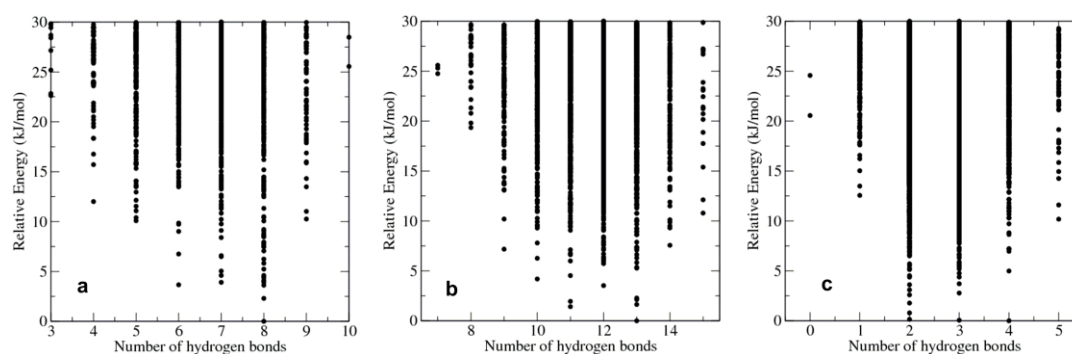 30
25
20
15
10
5
0
Relative Energy (kJ/mol)
a
3 4 5 6 7 8 9 10
Number of hydrogen bonds
30
25
20
15
10
5
0
Relative Energy (kJ/mol)
b
8 10 12 14
Number of hydrogen bonds
30
25
20
15
10
5
0
Relative Energy (kJ/mol)
c
0 1 2 3 4 5
Number of hydrogen bonds